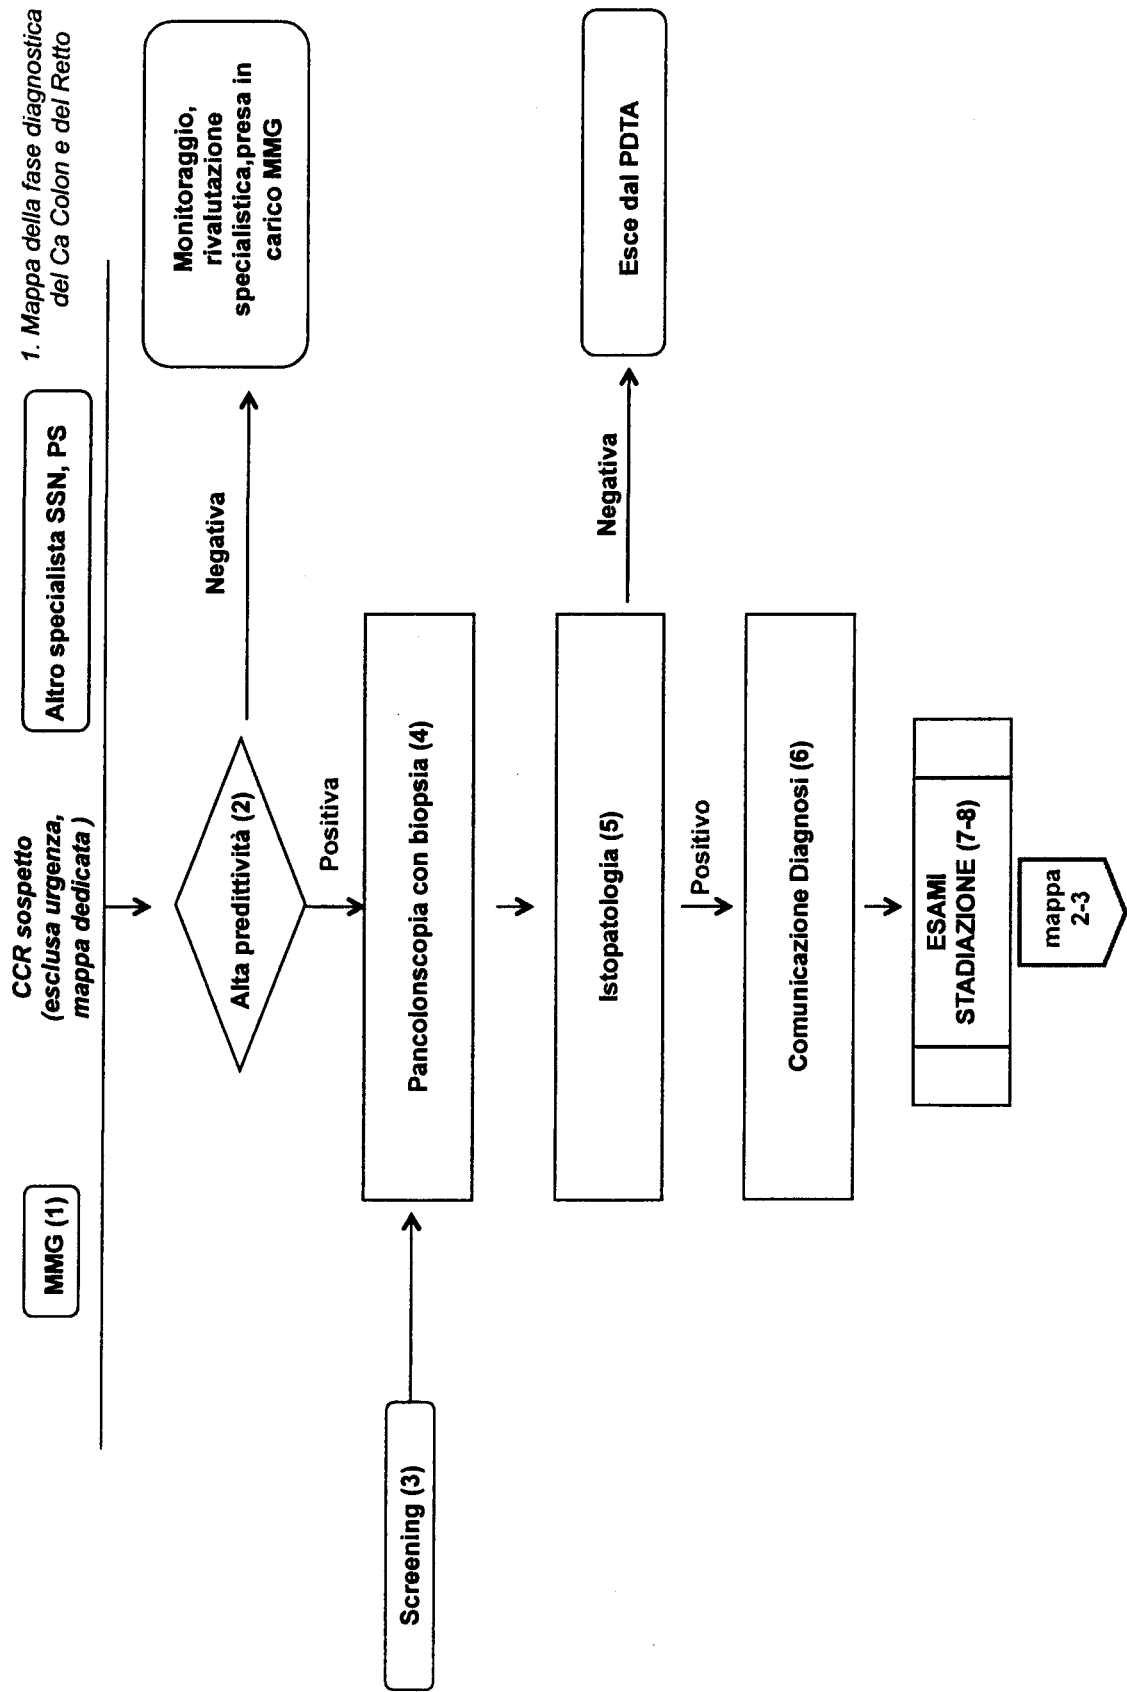 1. Mappa della fase diagnostica
del Ca Colon e del Retto
MMG (1)
CCR sospetto
(esclusa urgenza,
mappa dedicata )
Altro specialista SSN, PS
Alta predittività (2)
Negativa
Monitoraggio,
rivalutazione
specialistica,presa in
carico MMG
Positiva
Screening (3)
Pancolonscopia con biopsia (4)
Istopatologia (5)
Negativa
Esce dal PDTA
Positivo
Comunicazione Diagnosi (6)
ESAMI
STADIAZIONE (7-8)
mappa
2-3